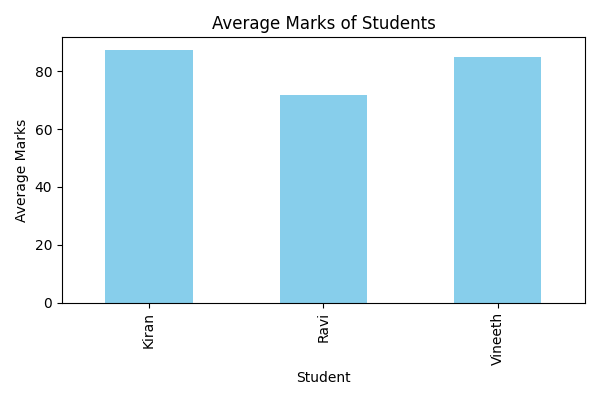 Average Marks of Students
Average Marks
80
60
40
20
0
Kiran
Ravi
Vineeth
Student